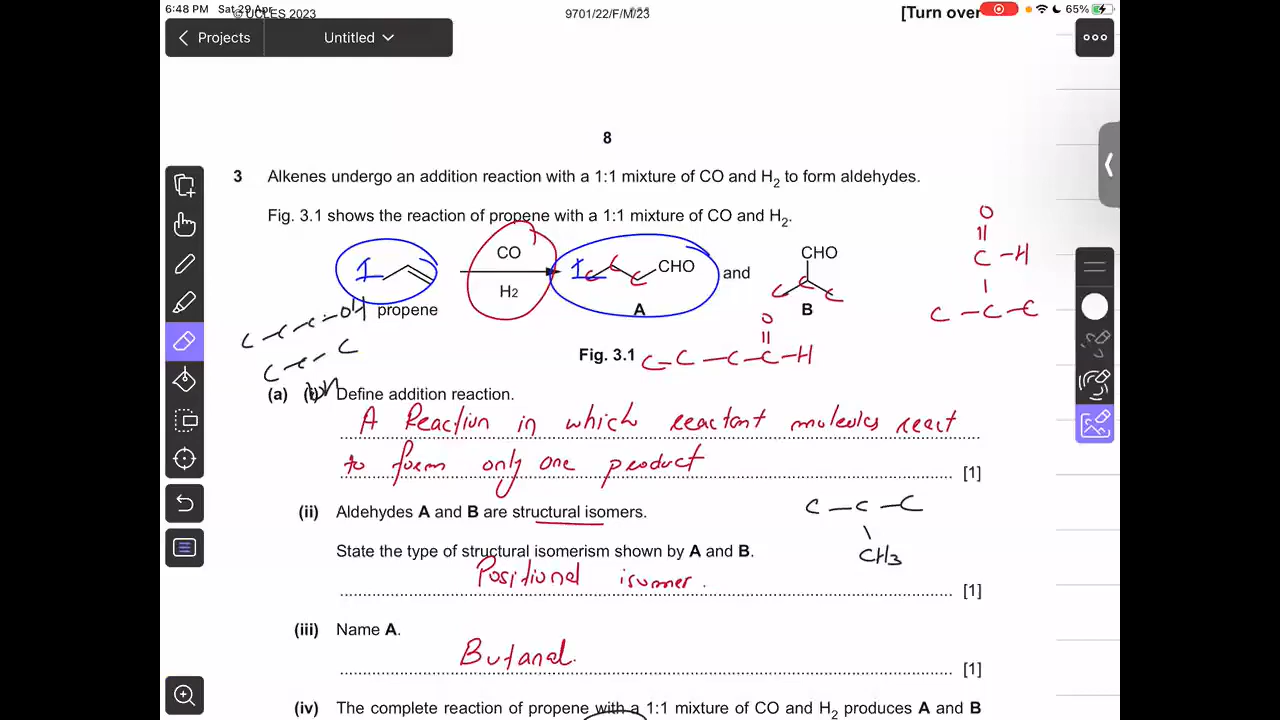 6:48 PM Sat 29 Apr
© UCLES 2023
9701/22/F/M/23
[Turn over
65%
Projects
Untitled
8
3 Alkenes undergo an addition reaction with a 1:1 mixture of CO and H2 to form aldehydes.
Fig. 3.1 shows the reaction of propene with a 1:1 mixture of CO and H2.
CO
H2
CHO
and
CHO
propene
A
B
O
C-H
C-C-C
C-C-C-OH
C-C-C
OH
Fig. 3.1
O
C-C-C-C-H
(a) (i) Define addition reaction.
A Reaction in which reactant molecules react
to form only one product
[1]
(ii) Aldehydes A and B are structural isomers.
C-C-C
CH3
State the type of structural isomerism shown by A and B.
Positional isomer.
[1]
(iii) Name A.
Butanal.
[1]
(iv) The complete reaction of propene with a 1:1 mixture of CO and H2 produces A and B